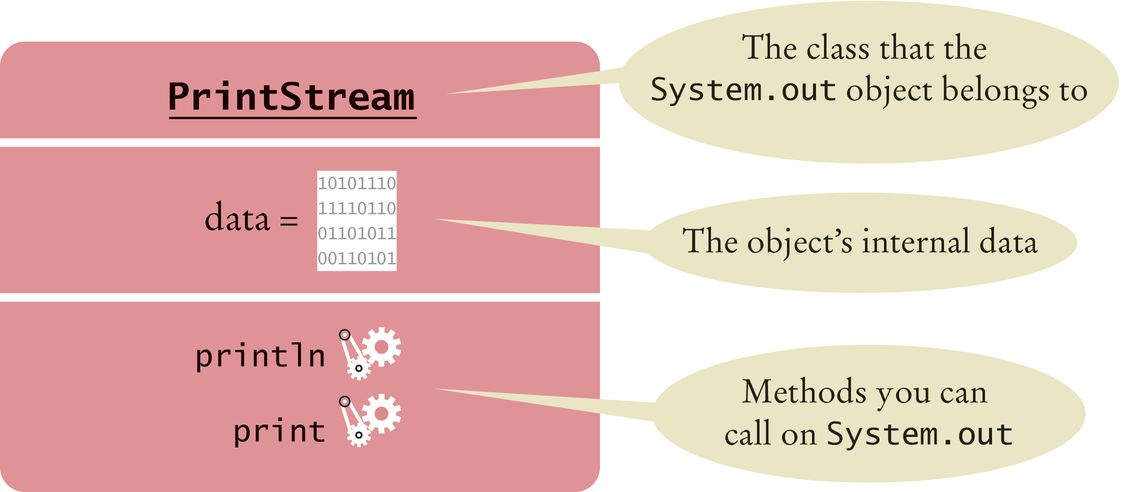 The class that the
System.out object belongs to
PrintStream
data =
10101110
11110110
01101011
00110101
The object’s internal data
println
print
Methods you can
call on System.out